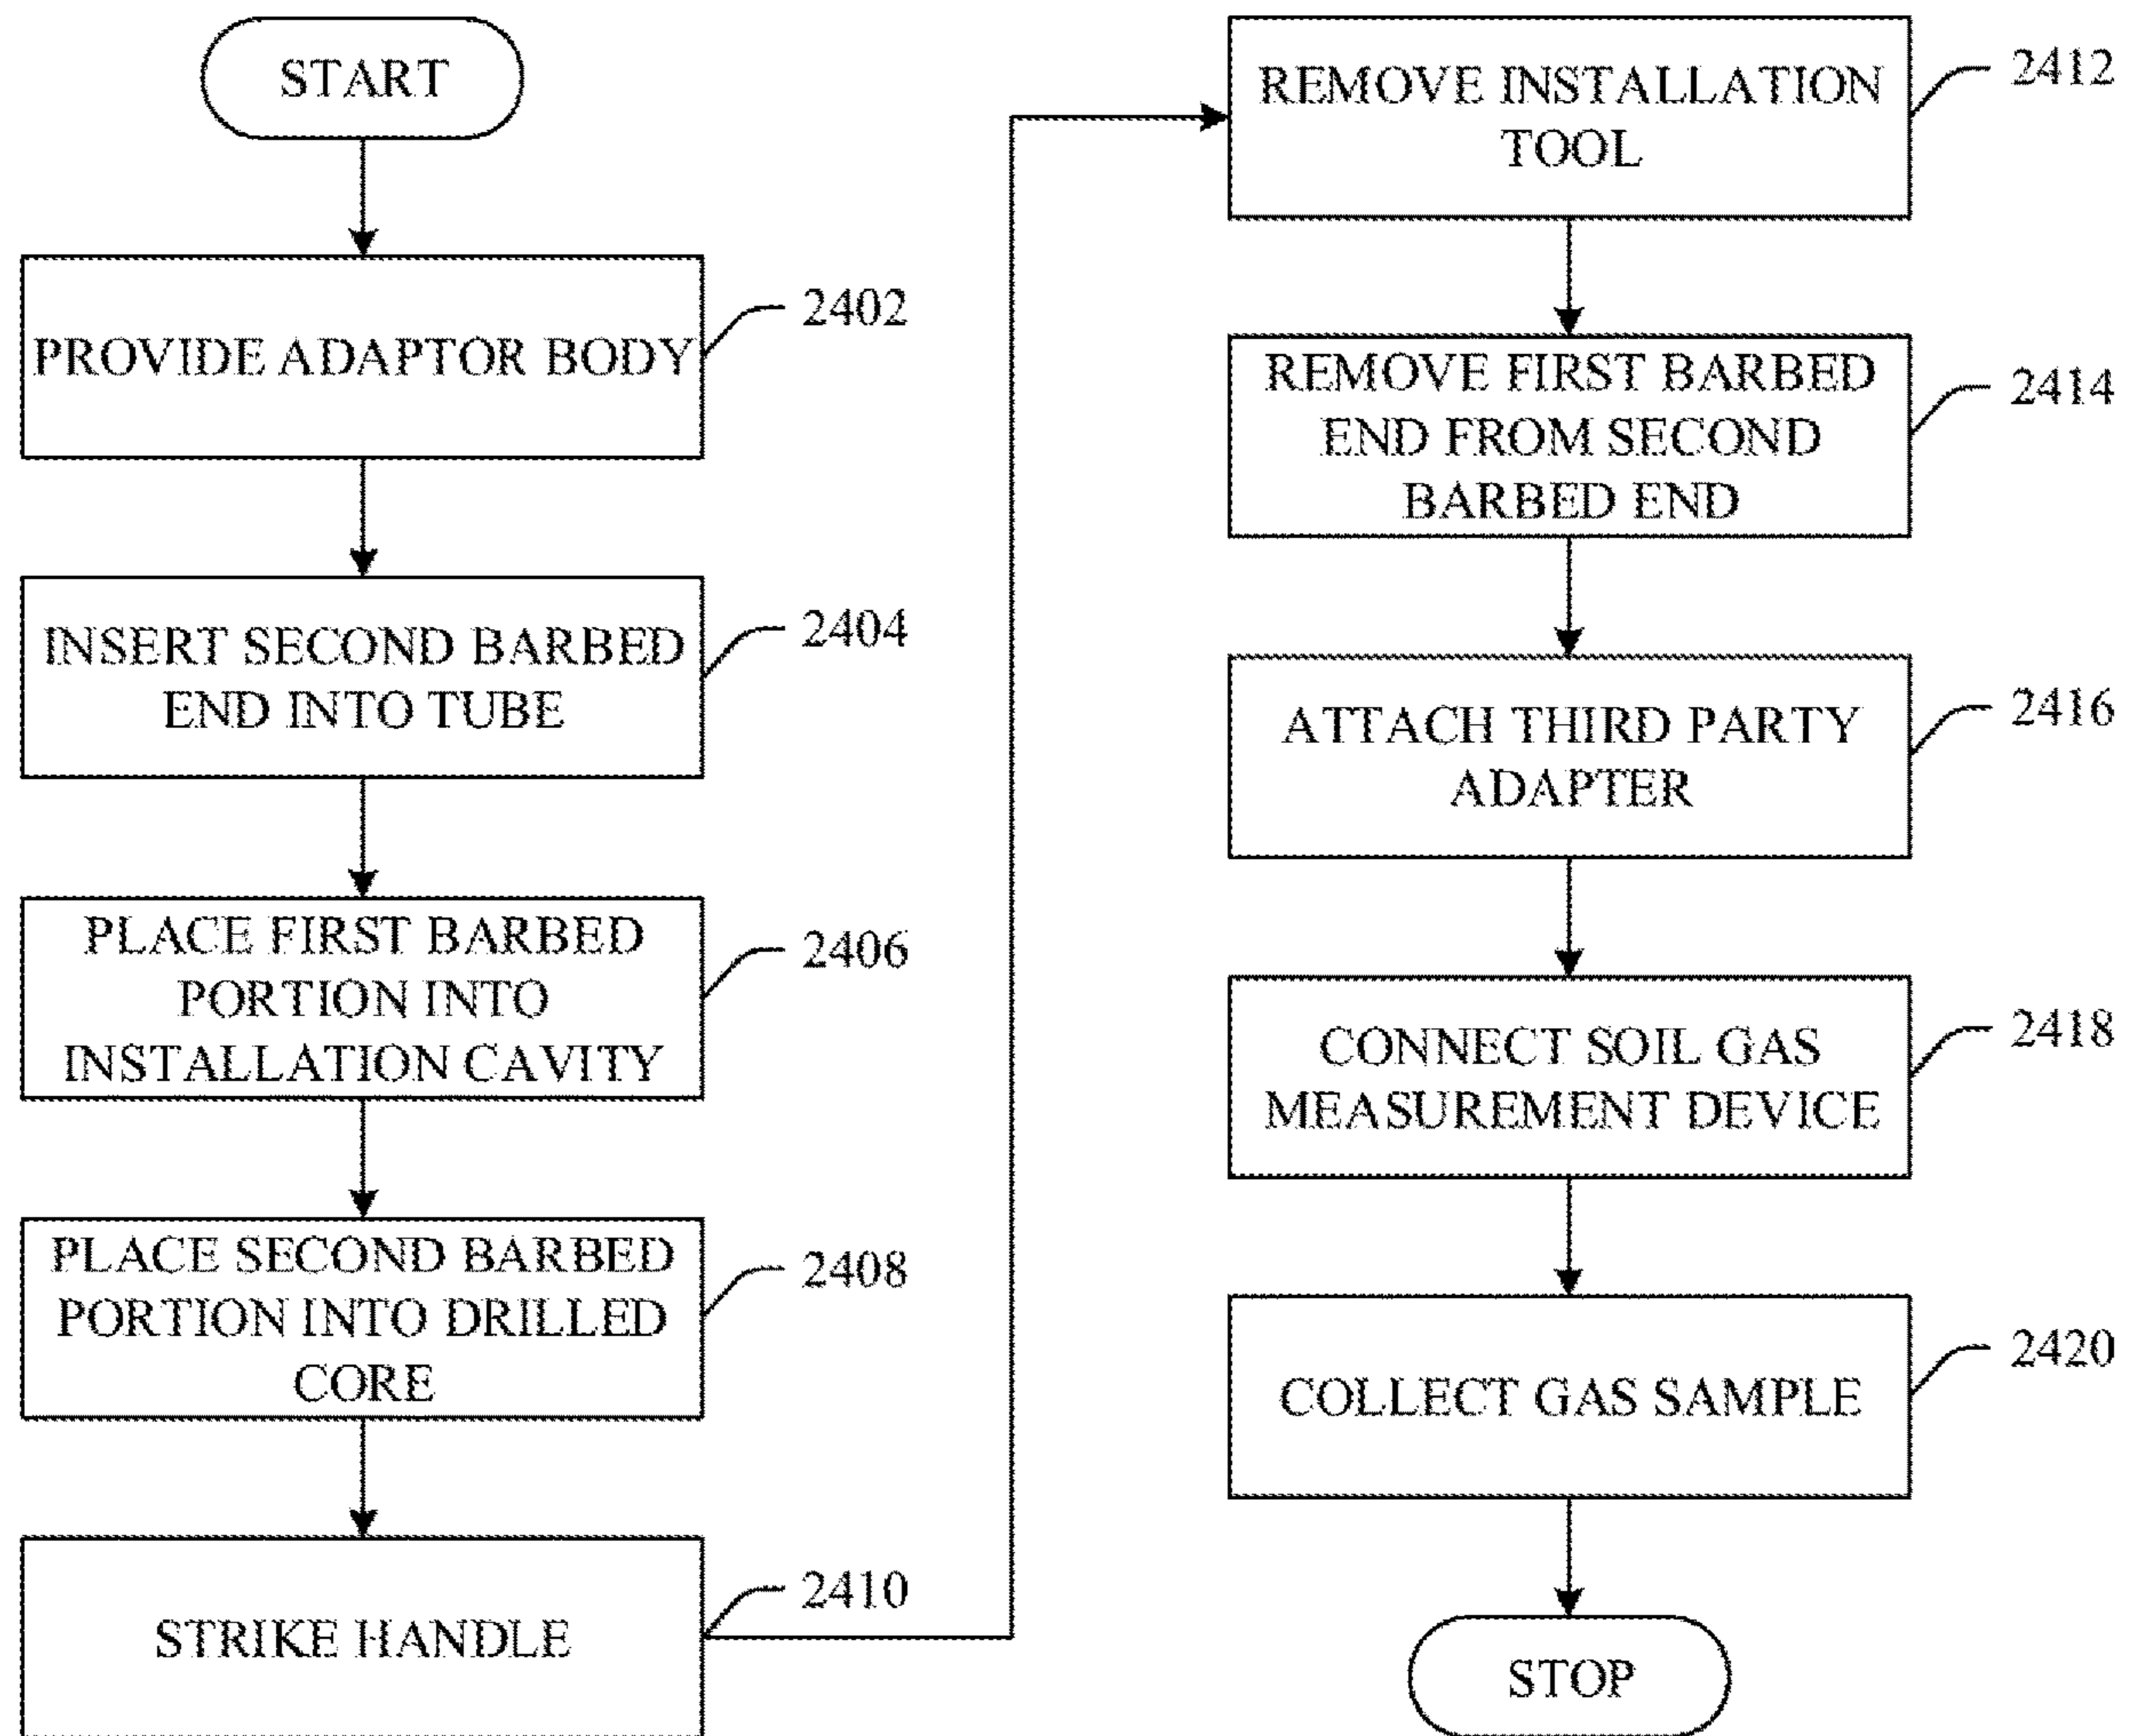 START
PROVIDE ADAPTOR BODY
2402
INSERT SECOND BARBED
END INTO TUBE
2404
PLACE FIRST BARBED
PORTION INTO
INSTALLATION CAVITY
2406
PLACE SECOND BARBED
PORTION INTO DRILLED
CORE
2408
STRIKE HANDLE
2410
REMOVE INSTALLATION
TOOL
2412
REMOVE FIRST BARBED
END FROM SECOND
BARBED END
2414
ATTACH THIRD PARTY
ADAPTER
2416
CONNECT SOIL GAS
MEASUREMENT DEVICE
2418
COLLECT GAS SAMPLE
2420
STOP